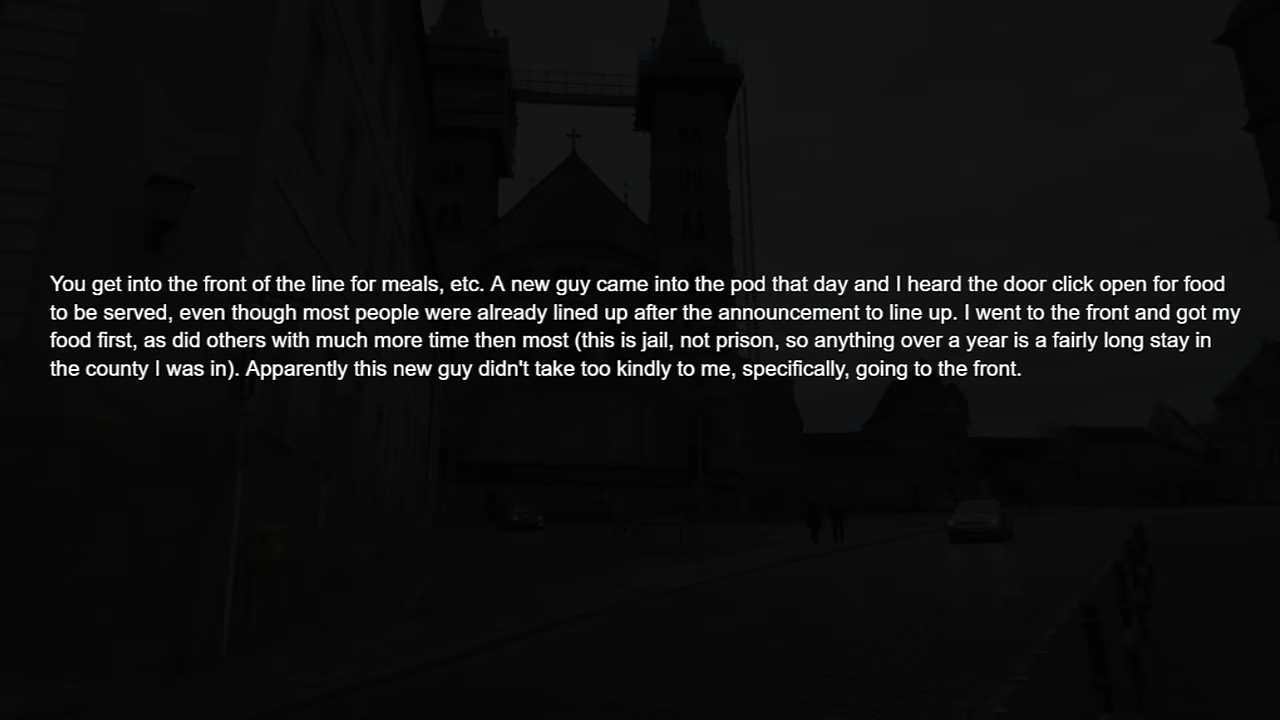 You get into the front of the line for meals, etc. A new guy came into the pod that day and I heard the door click open for food
to be served, even though most people were already lined up after the announcement to line up. I went to the front and got my
food first, as did others with much more time then most (this is jail, not prison, so anything over a year is a fairly long stay in
the county I was in). Apparently this new guy didn't take too kindly to me, specifically, going to the front.